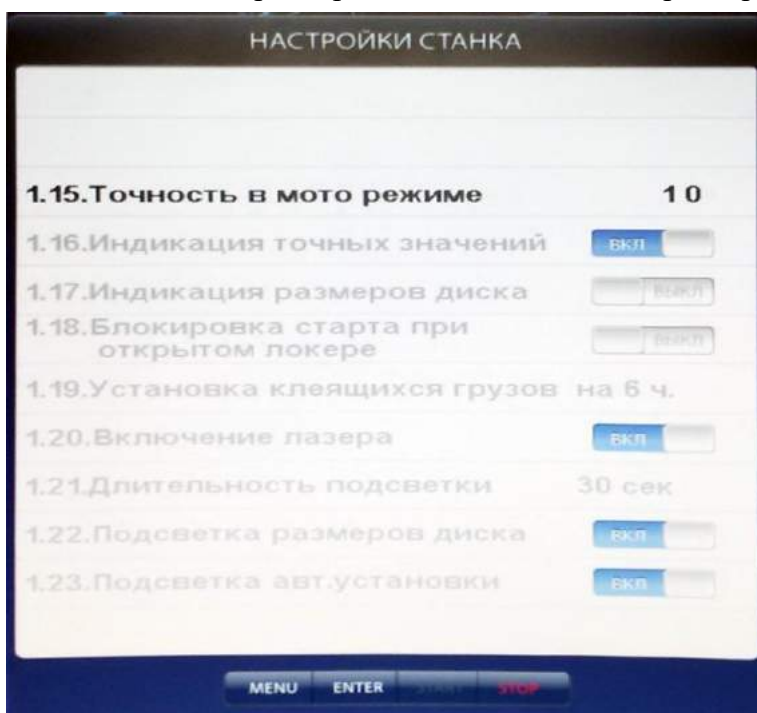 НАСТРОЙКИ СТАНКА
1.15.Точность в мото режиме 10
1.16.Индикация точных значений ВКЛ
1.17.Индикация размеров диска ВЫКЛ
1.18.Блокировка старта при
открытом локере ВЫКЛ
1.19.Установка клеящихся грузов на 6 ч.
1.20.Включение лазера ВКЛ
1.21.Длительность подсветки 30 сек
1.22.Подсветка размеров диска ВКЛ
1.23.Подсветка авт.установки ВКЛ
MENU ENTER START STOP